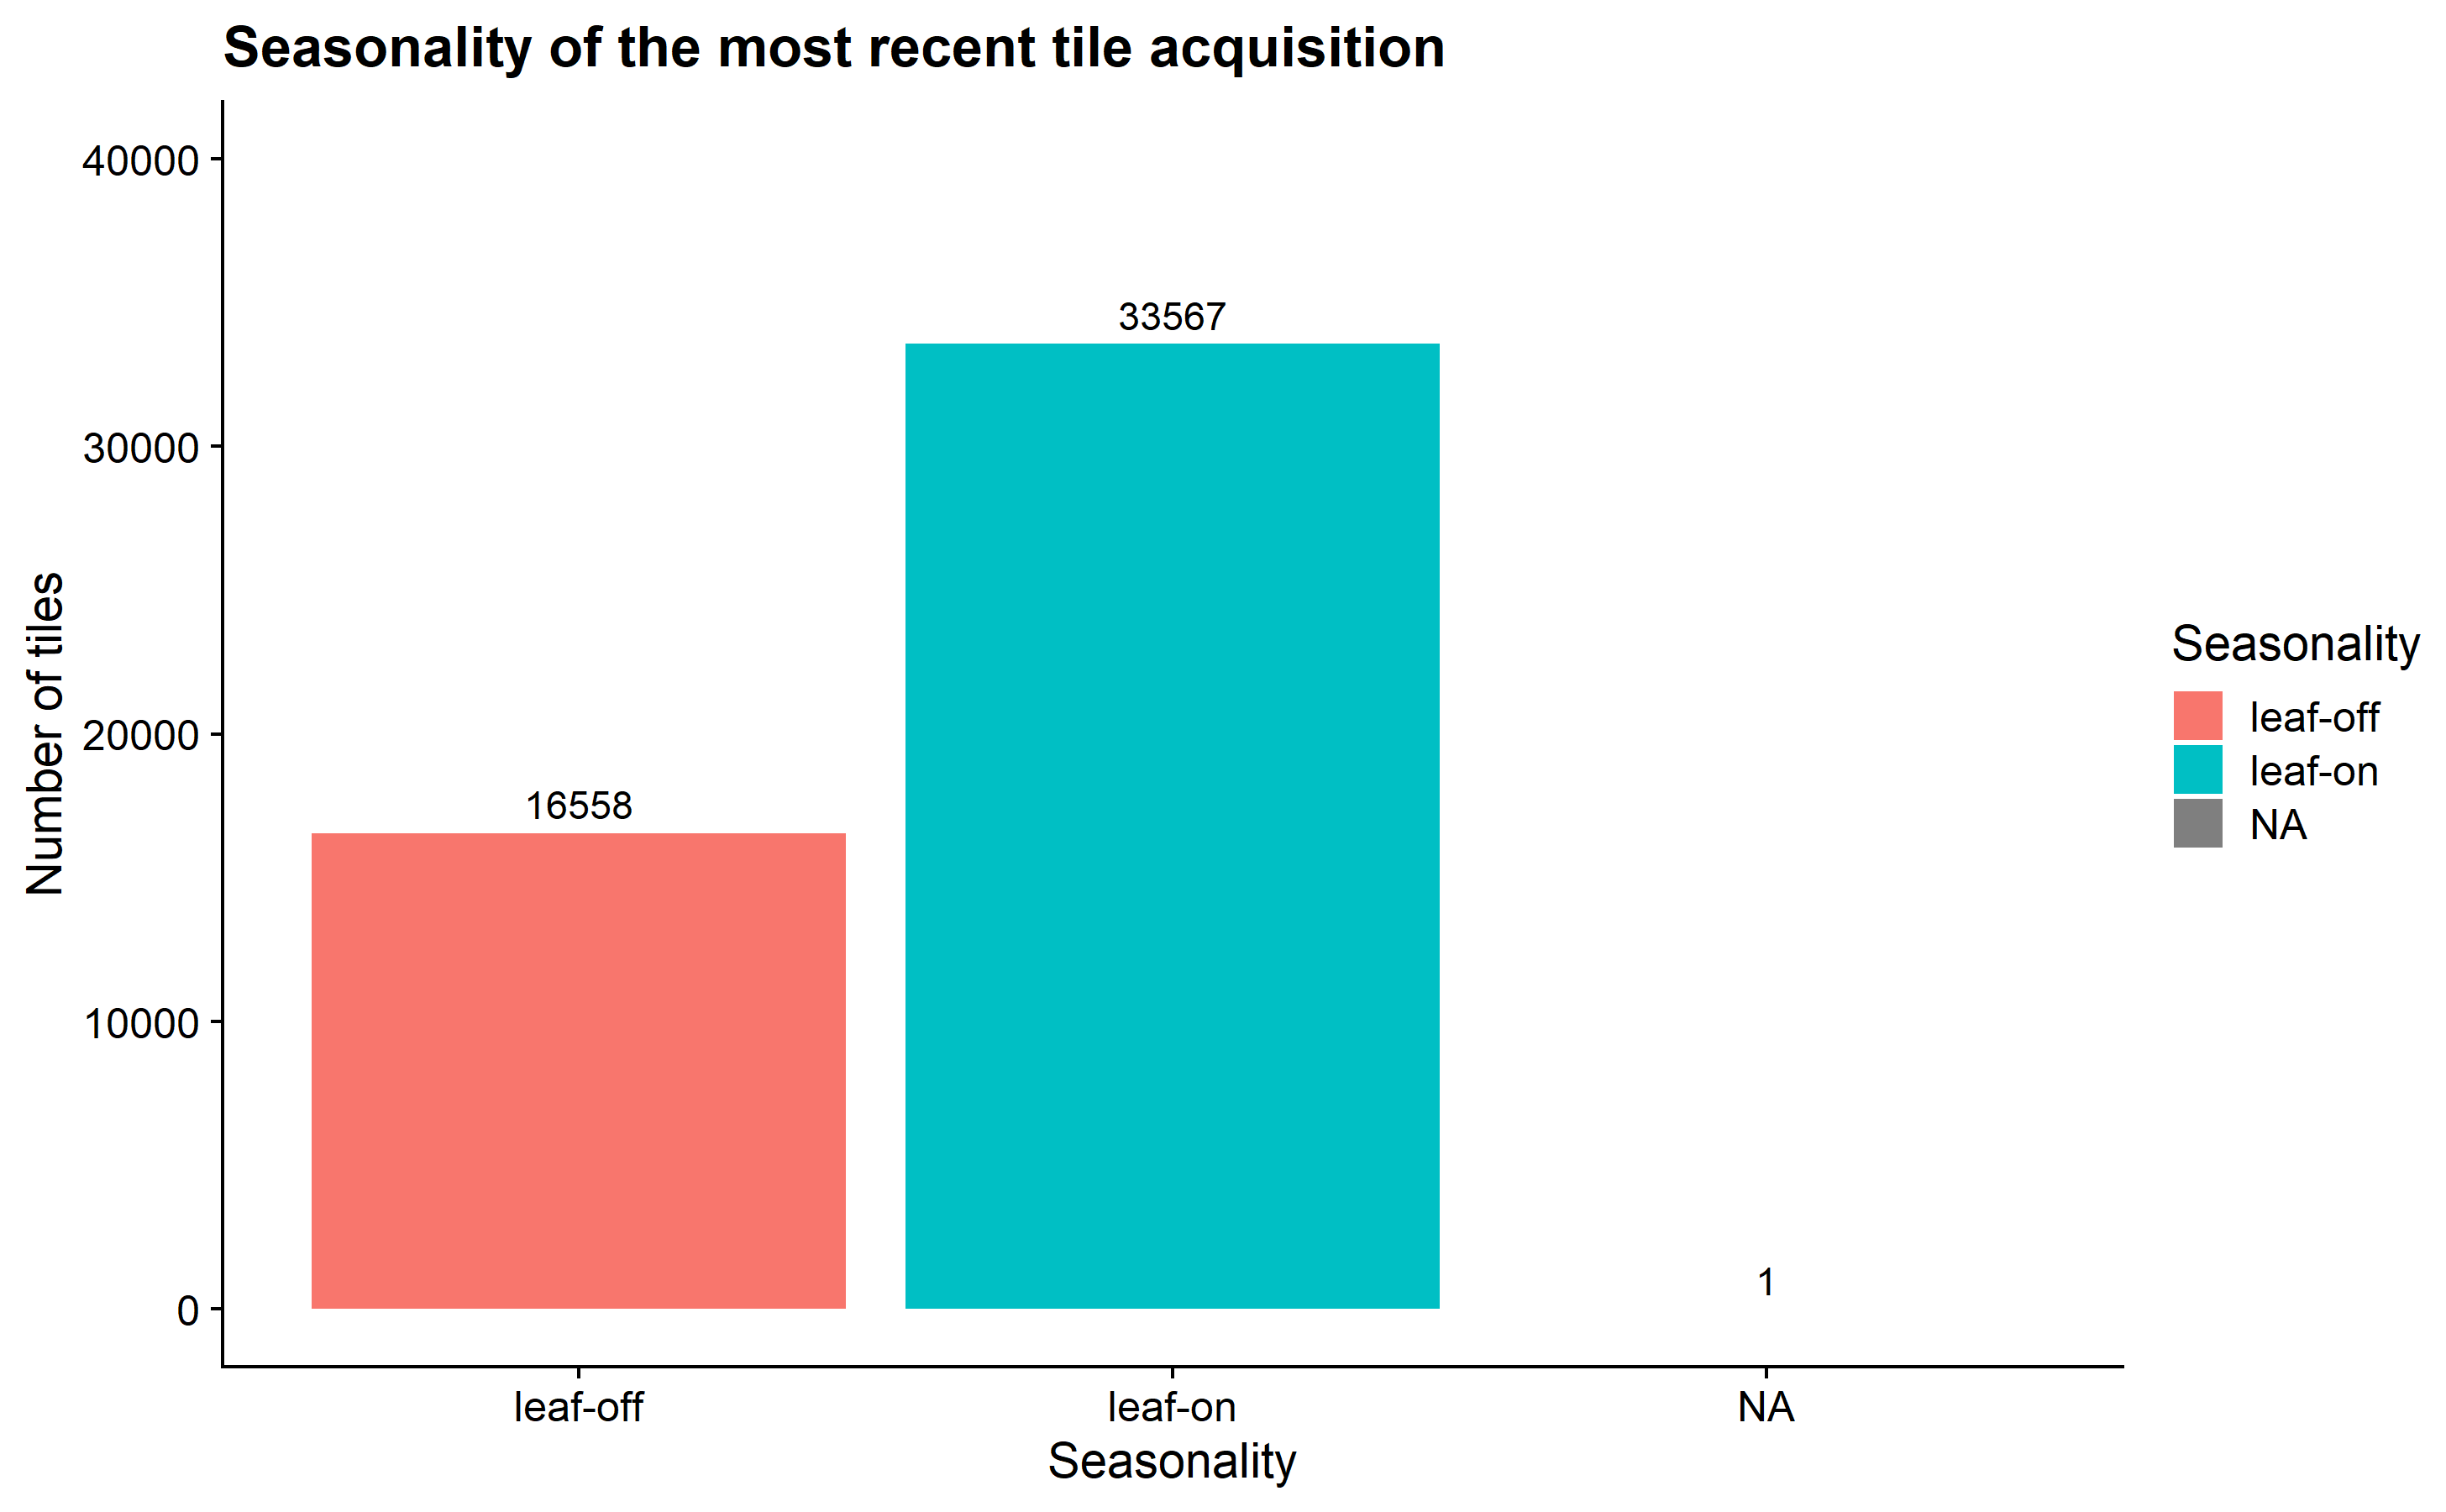 Seasonality of the most recent tile acquisition
Number of tiles
40000
30000
20000
10000
0
16558
33567
1
leaf-off
leaf-on
NA
Seasonality
Seasonality
leaf-off
leaf-on
NA